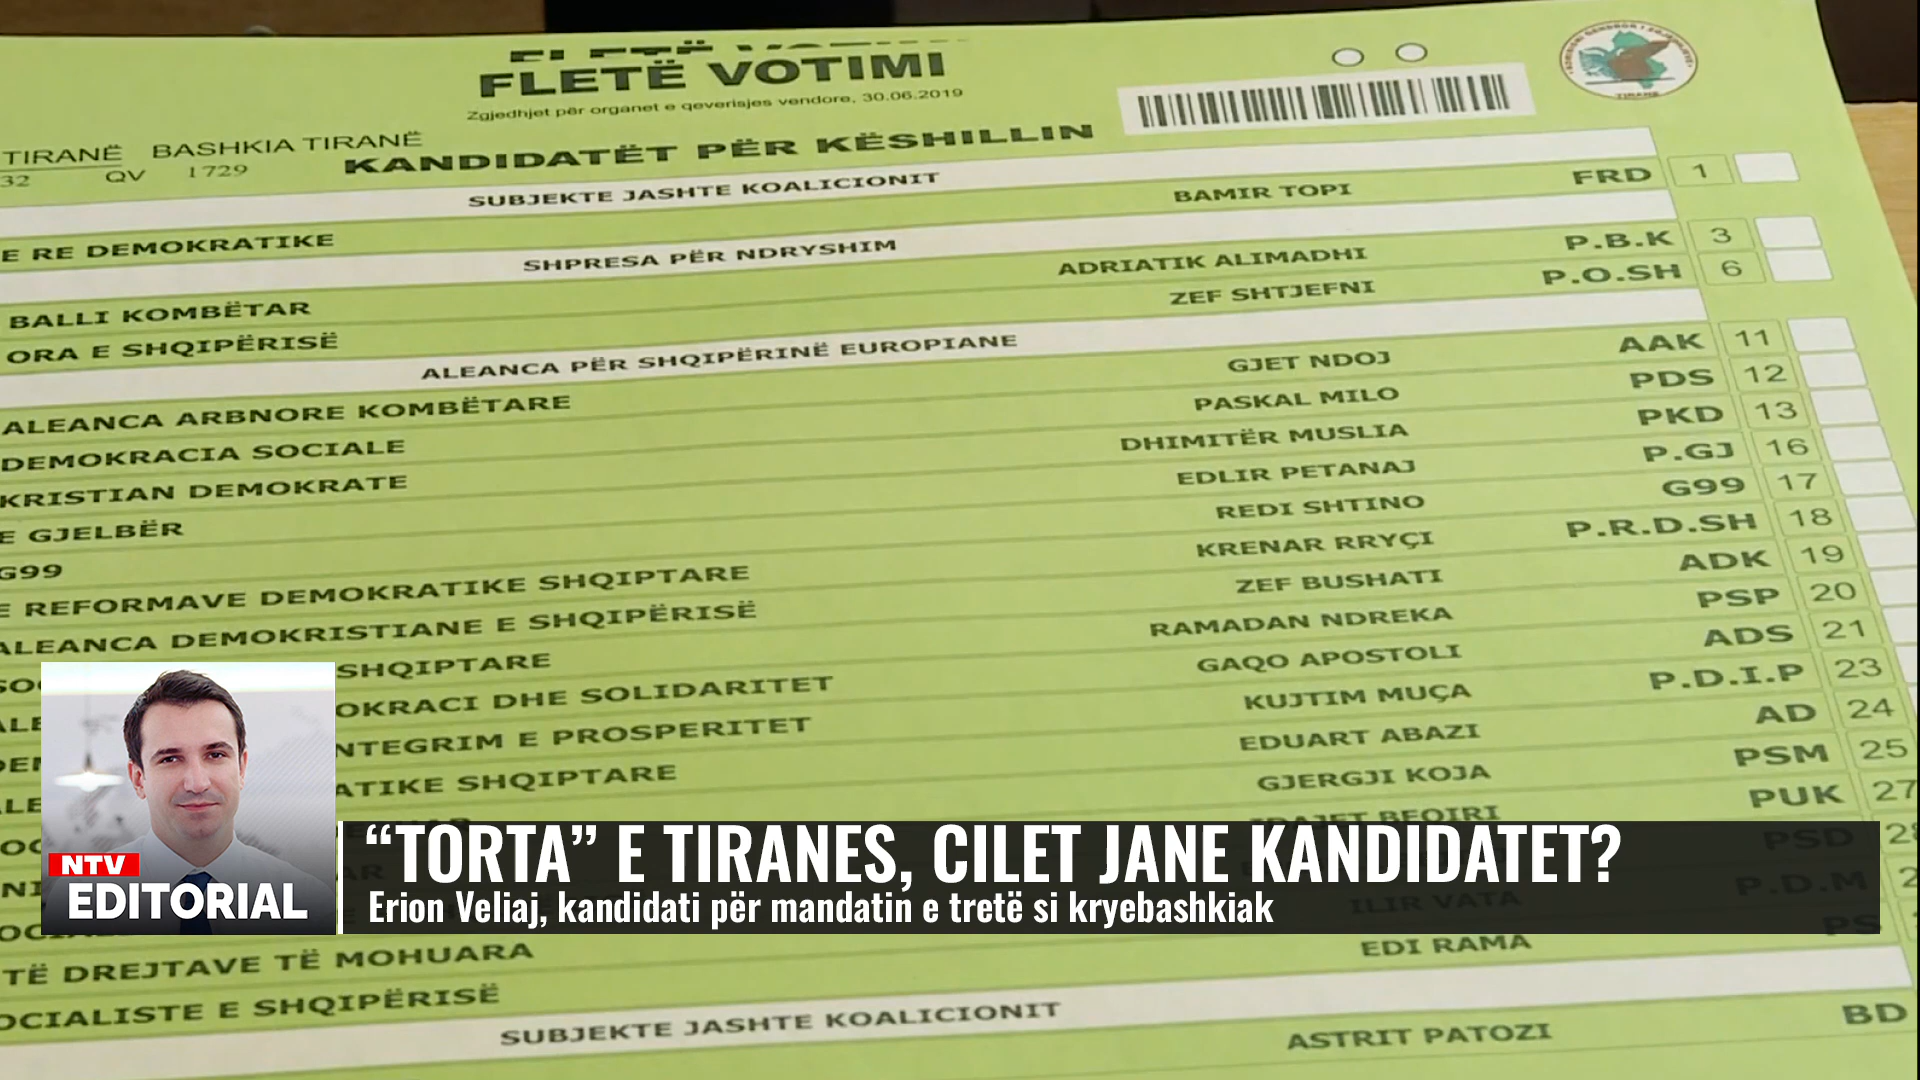 FLETË VOTIMI
Zgjedhjet për organet e qeverisjes vendore, 30.06.2019
TIRANË BASHKIA TIRANË
32 QV 1729
KANDIDATËT PËR KËSHILLIN
SUBJEKTE JASHTE KOALICIONIT
E RE DEMOKRATIKE BAMIR TOPI FRD 1
SHPRESA PËR NDRYSHIM
BALLI KOMBËTAR ADRIATIK ALIMADHI P.B.K 3
ORA E SHQIPËRISË ZEF SHTJEFNI P.O.SH 6
ALEANCA PËR SHQIPËRINË EUROPIANE
ALEANCA ARBNORE KOMBËTARE GJET NDOJ AAK 11
DEMOKRACIA SOCIALE PASKAL MILO PDS 12
KRISTIAN DEMOKRATE DHIMITËR MUSLIA PKD 13
E GJELBËR EDLIR PETANAJ P.GJ 16
G99 REDI SHTINO G99 17
E REFORMAVE DEMOKRATIKE SHQIPTARE KRENAR RRYÇI P.R.D.SH 18
ALEANCA DEMOKRISTIANE E SHQIPËRISË ZEF BUSHATI ADK 19
SHQIPTARE RAMADAN NDREKA PSP 20
OKRACI DHE SOLIDARITET GAQO APOSTOLI ADS 21
NTEGRIM E PROSPERITET KUJTIM MUÇA P.D.I.P 23
ATIKE SHQIPTARE EDUART ABAZI AD 24
GJERGJI KOJA PSM 25
IDAJET BEQIRI PUK 27
PSD
P.D.M
ILIR VATA
TË DREJTAVE TË MOHUARA
OCIALISTE E SHQIPËRISË EDI RAMA PS
SUBJEKTE JASHTE KOALICIONIT
ASTRIT PATOZI BD
NTV
EDITORIAL
“TORTA” E TIRANES, CILET JANE KANDIDATET?
Erion Veliaj, kandidati për mandatin e tretë si kryebashkiak